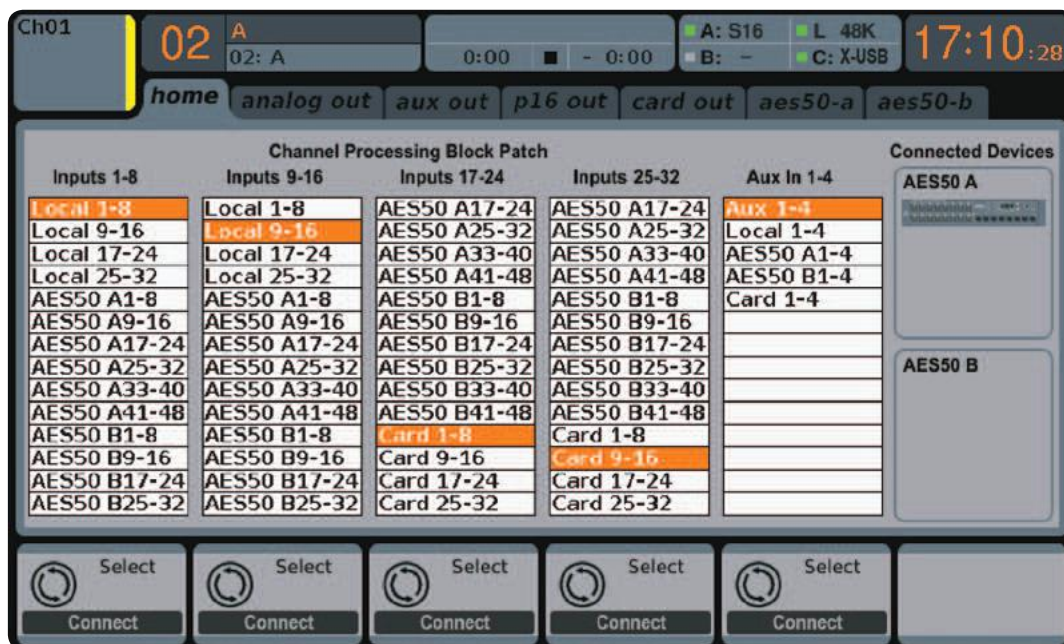 Ch01
02
A
02: A
0:00 - 0:00
A: S16 L 48K
B: - C: X-USB
17:10:28
home analog out aux out p16 out card out aes50-a aes50-b
Channel Processing Block Patch
Connected Devices
Inputs 1-8 Inputs 9-16 Inputs 17-24 Inputs 25-32 Aux In 1-4
AES50 A
Local 1-8 Local 1-8 AES50 A17-24 AES50 A17-24 Aux 1-4
Local 9-16 Local 9-16 AES50 A25-32 AES50 A25-32 Local 1-4
Local 17-24 Local 17-24 AES50 A33-40 AES50 A33-40 AES50 A1-4
Local 25-32 Local 25-32 AES50 A41-48 AES50 A41-48 AES50 B1-4
AES50 A1-8 AES50 A1-8 AES50 B1-8 AES50 B1-8 Card 1-4
AES50 A9-16 AES50 A9-16 AES50 B9-16 AES50 B9-16
AES50 A17-24 AES50 A17-24 AES50 B17-24 AES50 B17-24
AES50 A25-32 AES50 A25-32 AES50 B25-32 AES50 B25-32
AES50 B
AES50 A33-40 AES50 A33-40 AES50 B33-40 AES50 B33-40
AES50 A41-48 AES50 A41-48 AES50 B41-48 AES50 B41-48
AES50 B1-8 AES50 B1-8 Card 1-8 Card 1-8
AES50 B9-16 AES50 B9-16 Card 9-16 Card 9-16
AES50 B17-24 AES50 B17-24 Card 17-24 Card 17-24
AES50 B25-32 AES50 B25-32 Card 25-32 Card 25-32
Select Select Select Select Select
Connect Connect Connect Connect Connect